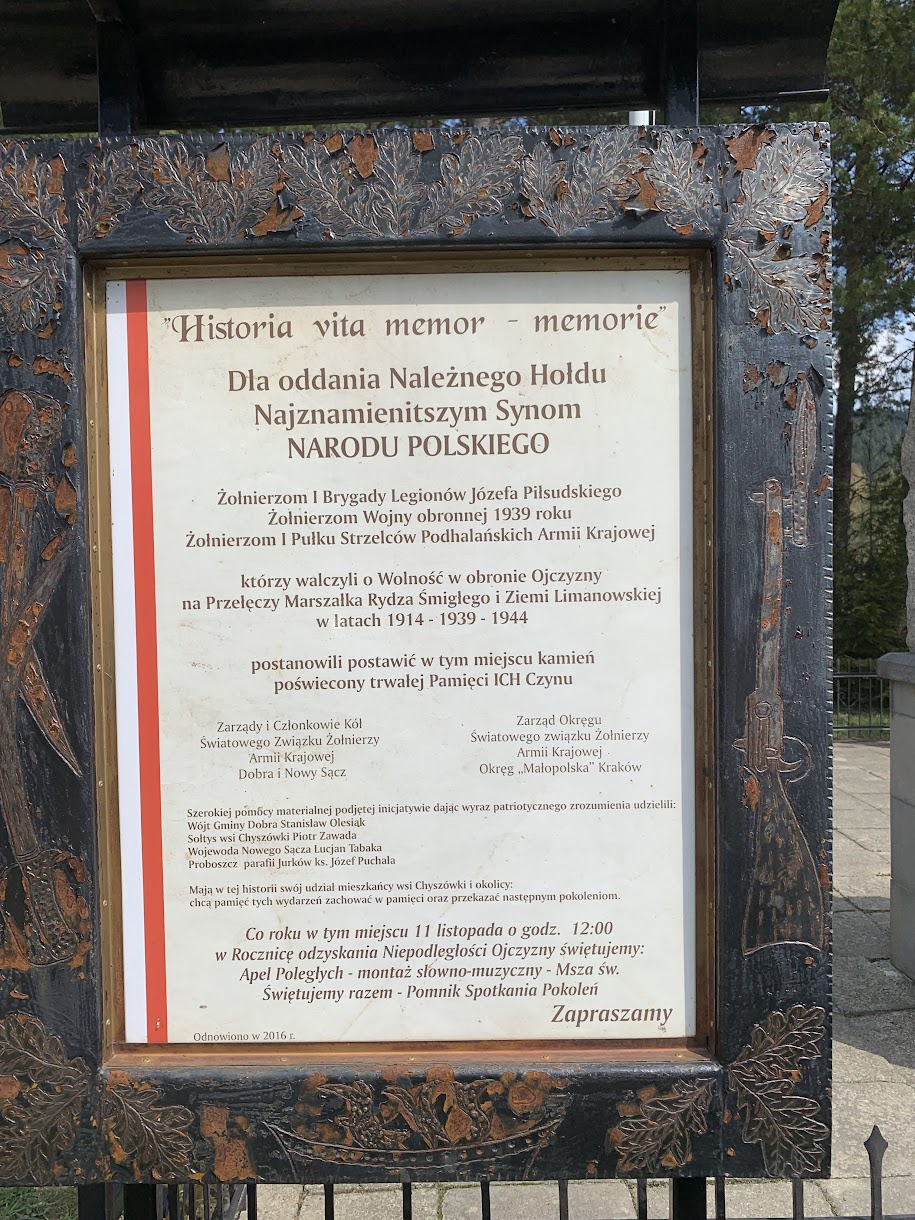 "Historia vita memor - memorie"
Dla oddania Należnego Hołdu
Najznamienitszym Synom
NARODU POLSKIEGO
Żołnierzom I Brygady Legionów Józefa Piłsudskiego
Żołnierzom Wojny obronnej 1939 roku
Żołnierzom I Pułku Strzelców Podhalańskich Armii Krajowej
którzy walczyli o Wolność w obronie Ojczyzny
na Przełęczy Marszałka Rydza Śmigłego i Ziemi Limanowskiej
w latach 1914 - 1939 - 1944
postanowili postawić w tym miejscu kamień
poświecony trwałej Pamięci ICH Czynu
Zarządy i Członkowie Kół
Światowego Związku Żołnierzy
Armii Krajowej
Dobra i Nowy Sącz
Zarząd Okręgu
Światowego związku Żołnierzy
Armii Krajowej
Okręg „Małopolska" Kraków
Szerokiej pomocy materialnej podjętej inicjatywie dając wyraz patriotycznego zrozumienia udzielili:
Wójt Gminy Dobra Stanisław Olesiąk
Sołtys wsi Chyszówki Piotr Zawada
Wojewoda Nowego Sącza Lucjan Tabaka
Proboszcz parafii Jurków ks. Józef Puchała
Mają w tej historii swój udział mieszkańcy wsi Chyszówki i okolicy:
chcą pamięć tych wydarzeń zachować w pamięci oraz przekazać następnym pokoleniom.
Co roku w tym miejscu 11 listopada o godz. 12:00
w Rocznicę odzyskania Niepodległości Ojczyzny świętujemy:
Apel Poległych - montaż słowno-muzyczny - Msza św.
Świętujemy razem - Pomnik Spotkania Pokoleń
Zapraszamy
Odnowiono w 2016 r.